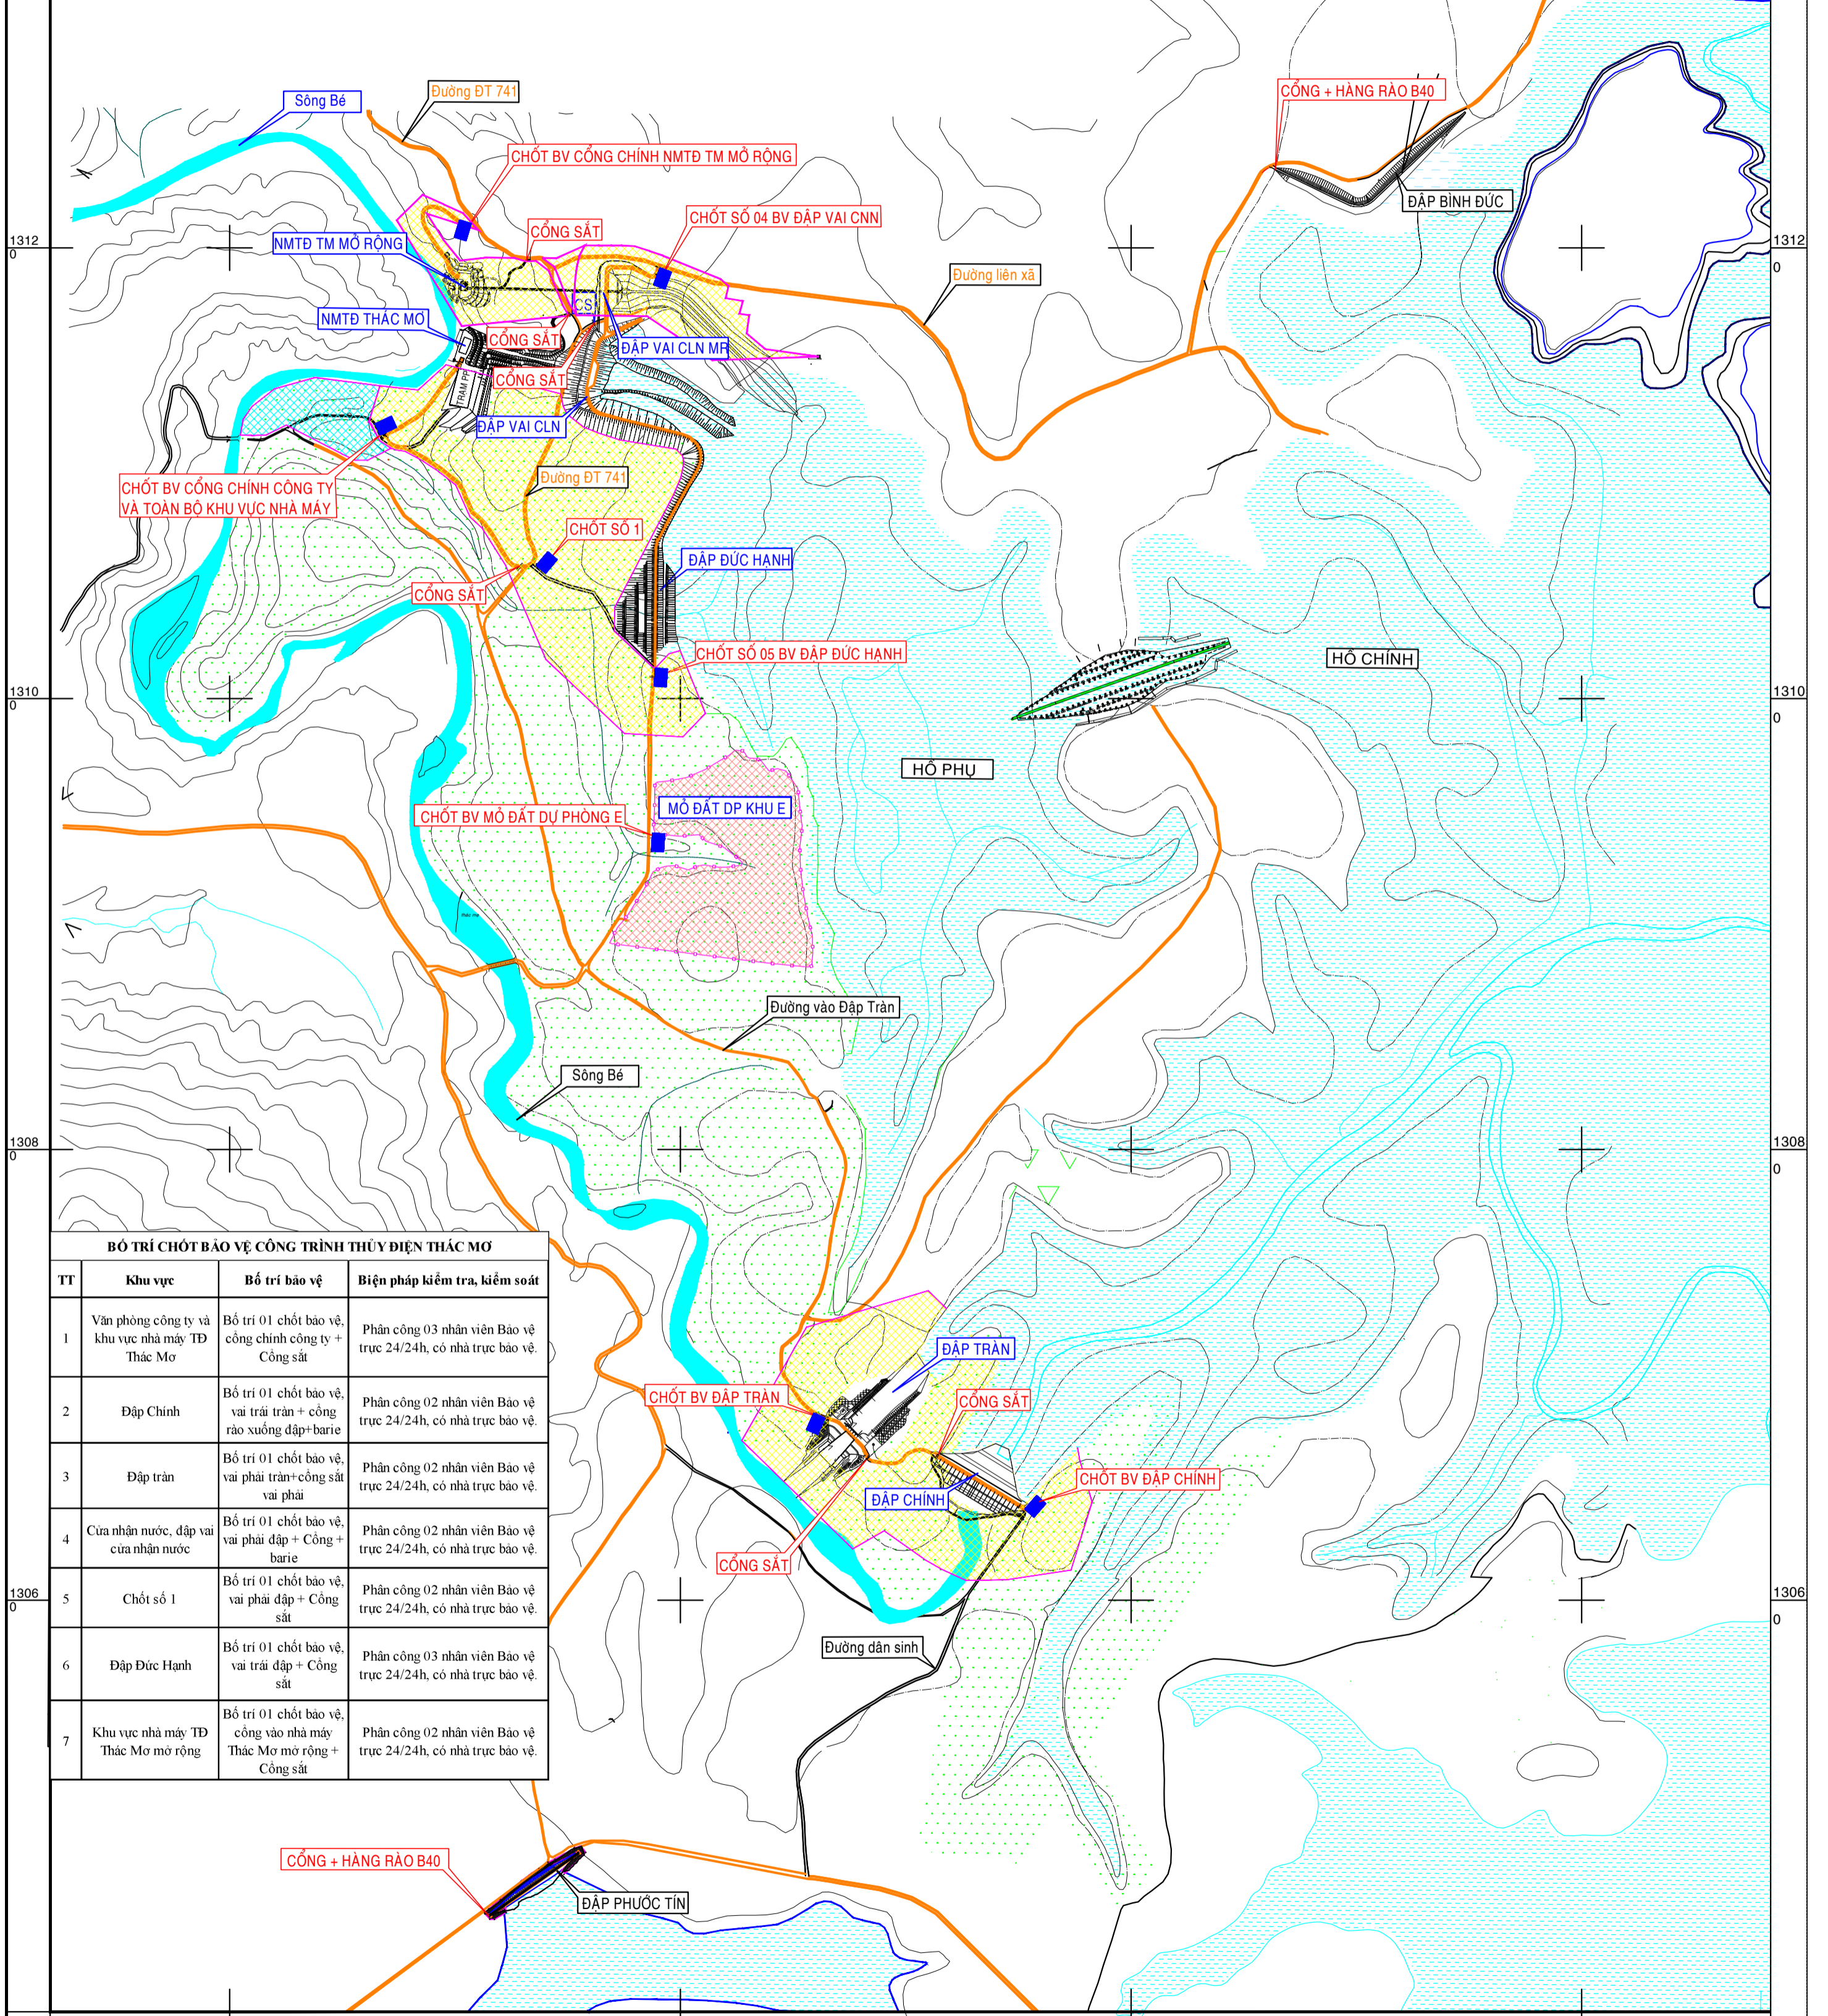 Sông Bé
Đường ĐT 741
CHỐT BV CỔNG CHÍNH NMTĐ TM MỞ RỘNG
CỔNG + HÀNG RÀO B40
ĐẬP BÌNH ĐỨC
CỔNG SẮT
CHỐT SỐ 04 BV ĐẬP VAI CNN
NMTĐ TM MỞ RỘNG
1312
0
1312
0
Đường liên xã
CS
NMTĐ THÁC MƠ
CỔNG SẮT
ĐẬP VAI CLN MR
CỔNG SẮT
TRẠM PP
ĐẬP VAI CLN
CHỐT BV CỔNG CHÍNH CÔNG TY
VÀ TOÀN BỘ KHU VỰC NHÀ MÁY
Đường ĐT 741
CHỐT SỐ 1
ĐẬP ĐỨC HẠNH
CỔNG SẮT
CHỐT SỐ 05 BV ĐẬP ĐỨC HẠNH
HỒ CHÍNH
1310
0
1310
0
HỒ PHỤ
MỎ ĐẤT DP KHU E
CHỐT BV MỎ ĐẤT DỰ PHÒNG E
thác mơ
Đường vào Đập Tràn
Sông Bé
1308
0
1308
0
BỐ TRÍ CHỐT BẢO VỆ CÔNG TRÌNH THỦY ĐIỆN THÁC MƠ
TT Khu vực Bố trí bảo vệ Biện pháp kiểm tra, kiểm soát
1
Văn phòng công ty và
khu vực nhà máy TĐ
Thác Mơ
Bố trí 01 chốt bảo vệ,
cổng chính công ty +
Cổng sắt
Phân công 03 nhân viên Bảo vệ
trực 24/24h, có nhà trực bảo vệ.
2
Đập Chính
Bố trí 01 chốt bảo vệ,
vai trái tràn + cổng
rào xuống đập+barie
Phân công 02 nhân viên Bảo vệ
trực 24/24h, có nhà trực bảo vệ.
3
Đập tràn
Bố trí 01 chốt bảo vệ,
vai phải tràn+cổng sắt
vai phải
Phân công 02 nhân viên Bảo vệ
trực 24/24h, có nhà trực bảo vệ.
4
Cửa nhận nước, đập vai
cửa nhận nước
Bố trí 01 chốt bảo vệ,
vai phải đập + Cổng +
barie
Phân công 02 nhân viên Bảo vệ
trực 24/24h, có nhà trực bảo vệ.
5
Chốt số 1
Bố trí 01 chốt bảo vệ,
vai phải đập + Cổng
sắt
Phân công 02 nhân viên Bảo vệ
trực 24/24h, có nhà trực bảo vệ.
6
Đập Đức Hạnh
Bố trí 01 chốt bảo vệ,
vai trái đập + Cổng
sắt
Phân công 03 nhân viên Bảo vệ
trực 24/24h, có nhà trực bảo vệ.
7
Khu vực nhà máy TĐ
Thác Mơ mở rộng
Bố trí 01 chốt bảo vệ,
cổng vào nhà máy
Thác Mơ mở rộng +
Cổng sắt
Phân công 02 nhân viên Bảo vệ
trực 24/24h, có nhà trực bảo vệ.
ĐẬP TRÀN
CHỐT BV ĐẬP TRÀN
CỔNG SẮT
CHỐT BV ĐẬP CHÍNH
ĐẬP CHÍNH
CỔNG SẮT
1306
0
1306
0
Đường dân sinh
CỔNG + HÀNG RÀO B40
ĐẬP PHƯỚC TÍN